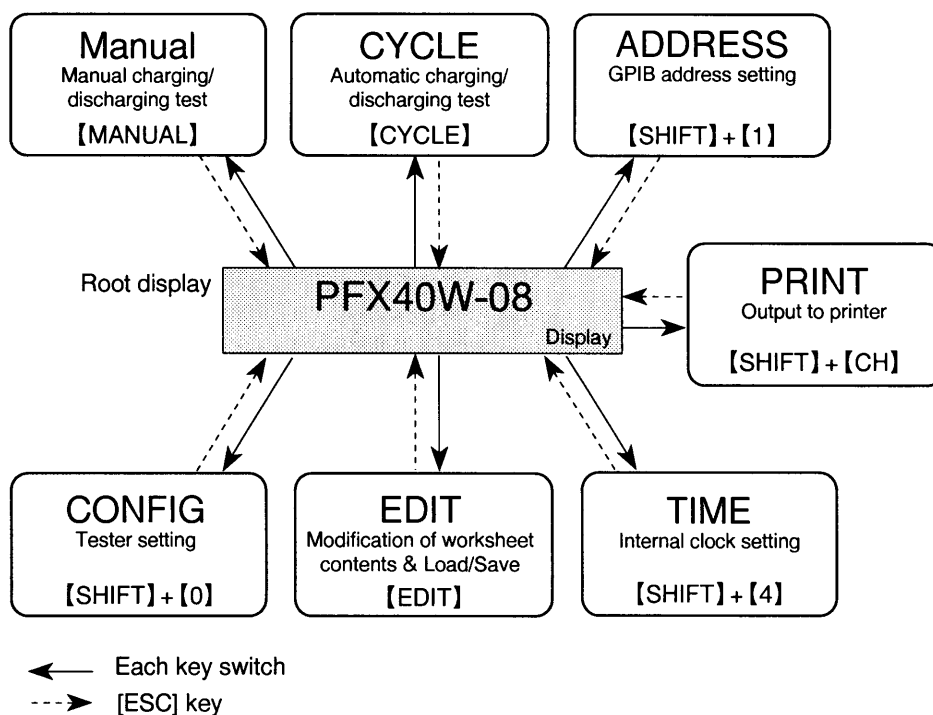 Manual
Manual charging/
discharging test
【MANUAL】
CYCLE
Automatic charging/
discharging test
【CYCLE】
ADDRESS
GPIB address setting
【SHIFT】+【1】
Root display
PFX40W-08
Display
PRINT
Output to printer
【SHIFT】+【CH】
CONFIG
Tester setting
【SHIFT】+【0】
EDIT
Modification of worksheet
contents & Load/Save
【EDIT】
TIME
Internal clock setting
【SHIFT】+【4】
Each key switch
[ESC] key